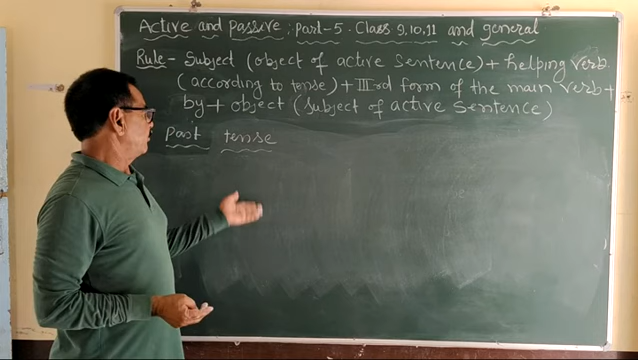 Active and Passive : Part-5. Class 9,10,11 and general
Rule- Subject (object of active sentence) + helping verb
(according to tense) + IIIrd form of the main verb +
by + object (subject of active sentence)
Past tense